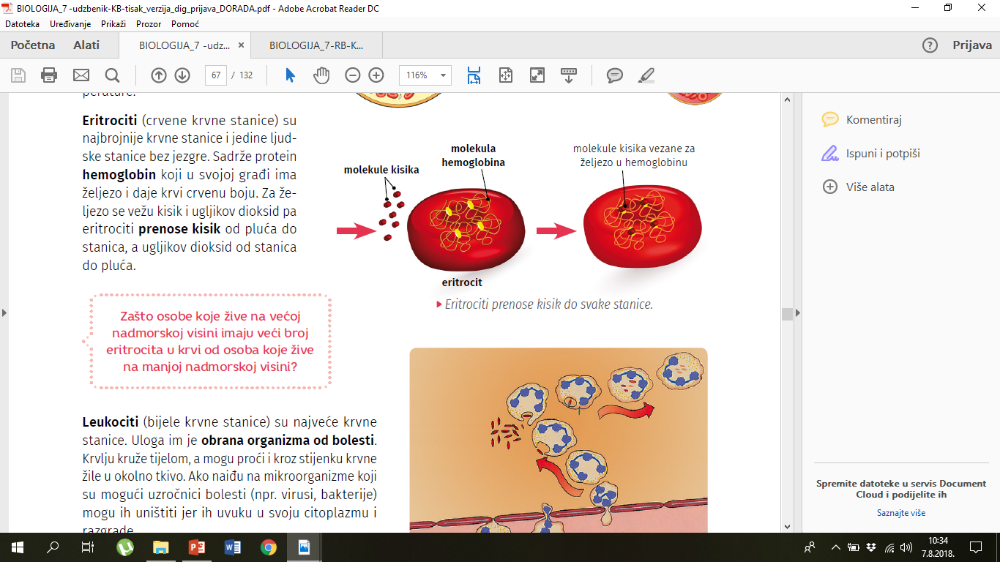 BIOLOGIJA_7 -udzbenik-KB-tisak_verzija_dig_prijava_DORADA.pdf - Adobe Acrobat Reader DC
Datoteka Uređivanje Prikaži Prozor Pomoć
Početna Alati BIOLOGIJA_7 -udz... × BIOLOGIJA_7-RB-K... Prijava
67 / 132 116%
perature.
Eritrociti (crvene krvne stanice) su
najbrojnije krvne stanice i jedine ljud-
ske stanice bez jezgre. Sadrže protein
hemoglobin koji u svojoj građi ima
željezo i daje krvi crvenu boju. Za že-
ljezo se vežu kisik i ugljikov dioksid pa
eritrociti prenose kisik od pluća do
stanica, a ugljikov dioksid od stanica
do pluća.
molekule kisika
molekula
hemoglobina
molekule kisika vezane za
željezo u hemoglobinu
eritrocit
Eritrociti prenose kisik do svake stanice.
Zašto osobe koje žive na većoj
nadmorskoj visini imaju veći broj
eritrocita u krvi od osoba koje žive
na manjoj nadmorskoj visini?
Leukociti (bijele krvne stanice) su najveće krvne
stanice. Uloga im je obrana organizma od bolesti.
Krvlju kruže tijelom, a mogu proći i kroz stijenku krvne
žile u okolno tkivo. Ako naiđu na mikroorganizme koji
su mogući uzročnici bolesti (npr. virusi, bakterije)
mogu ih uništiti jer ih uvuku u svoju citoplazmu i
razgrade.
Komentiraj
Ispuni i potpiši
Više alata
Spremite datoteke u servis Document
Cloud i podijelite ih
Saznajte više
10:34
7.8.2018.